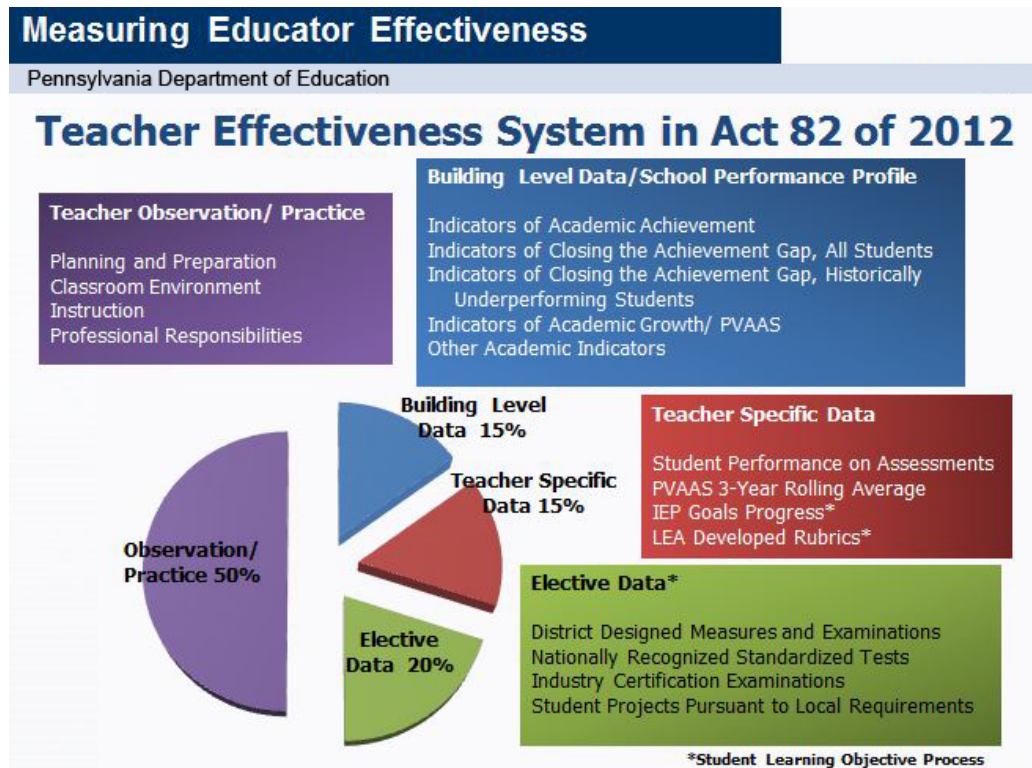 Measuring Educator Effectiveness
Pennsylvania Department of Education
Teacher Effectiveness System in Act 82 of 2012
Teacher Observation/ Practice
Planning and Preparation
Classroom Environment
Instruction
Professional Responsibilities
Building Level Data/School Performance Profile
Indicators of Academic Achievement
Indicators of Closing the Achievement Gap, All Students
Indicators of Closing the Achievement Gap, Historically
Underperforming Students
Indicators of Academic Growth/ PVAAS
Other Academic Indicators
Building Level
Data 15%
Teacher Specific
Data 15%
Observation/
Practice 50%
Elective
Data 20%
Teacher Specific Data
Student Performance on Assessments
PVAAS 3-Year Rolling Average
IEP Goals Progress*
LEA Developed Rubrics*
Elective Data*
District Designed Measures and Examinations
Nationally Recognized Standardized Tests
Industry Certification Examinations
Student Projects Pursuant to Local Requirements
*Student Learning Objective Process